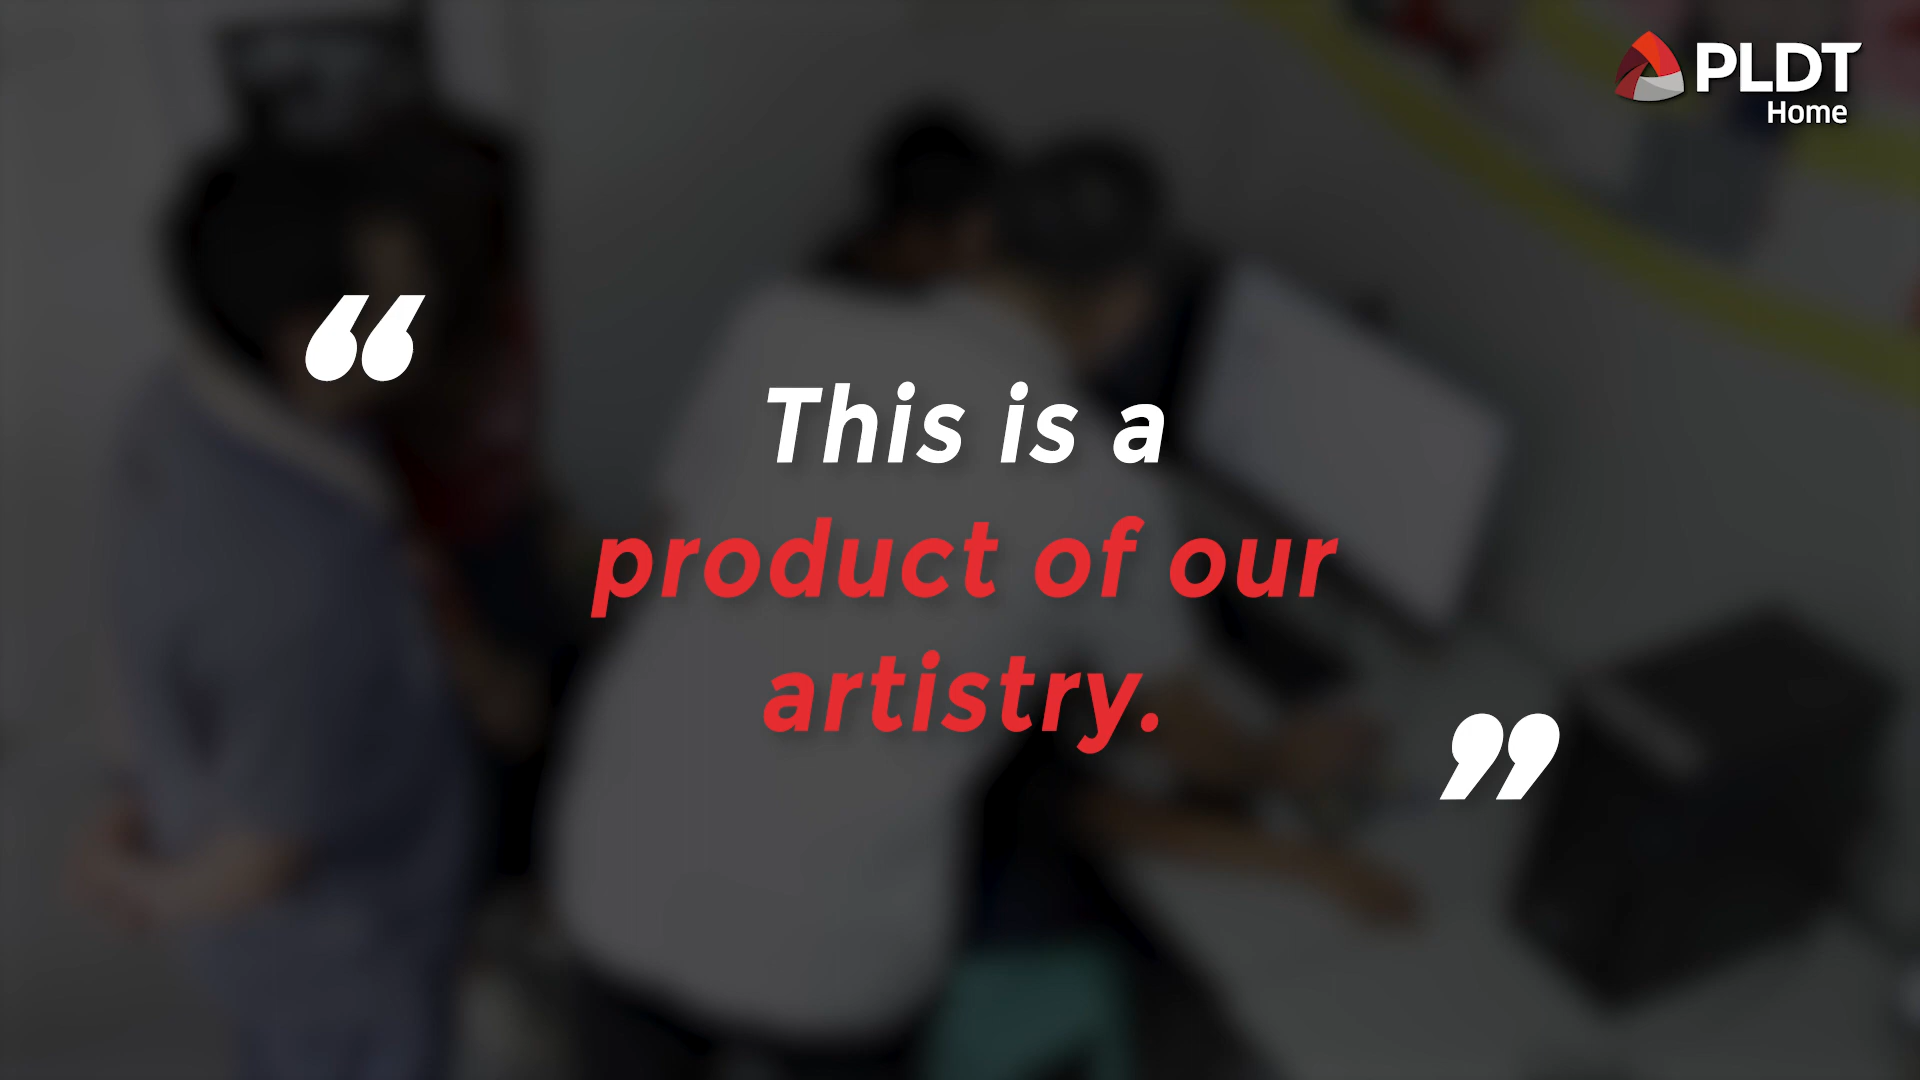 PLDT
Home
“
This is a
product of our
artistry.
”